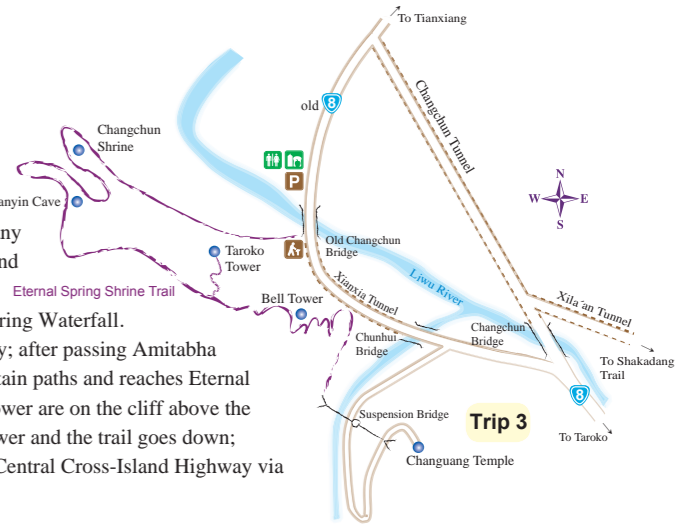 To Tianxiang
old
8
Changchun Tunnel
Changchun
Shrine
P
N
W E
S
anyin Cave
ny
nd
Old Changchun
Bridge
Taroko
Tower
Xianxia Tunnel
Liwu River
Eternal Spring Shrine Trail
Bell Tower
Xila´an Tunnel
ring Waterfall.
Changchun
Bridge
Chunhui
Bridge
y; after passing Amitabha
To Shakadang
Trail
tain paths and reaches Eternal
8
ower are on the cliff above the
Suspension Bridge
Trip 3
wer and the trail goes down;
To Taroko
Changuang Temple
Central Cross-Island Highway via